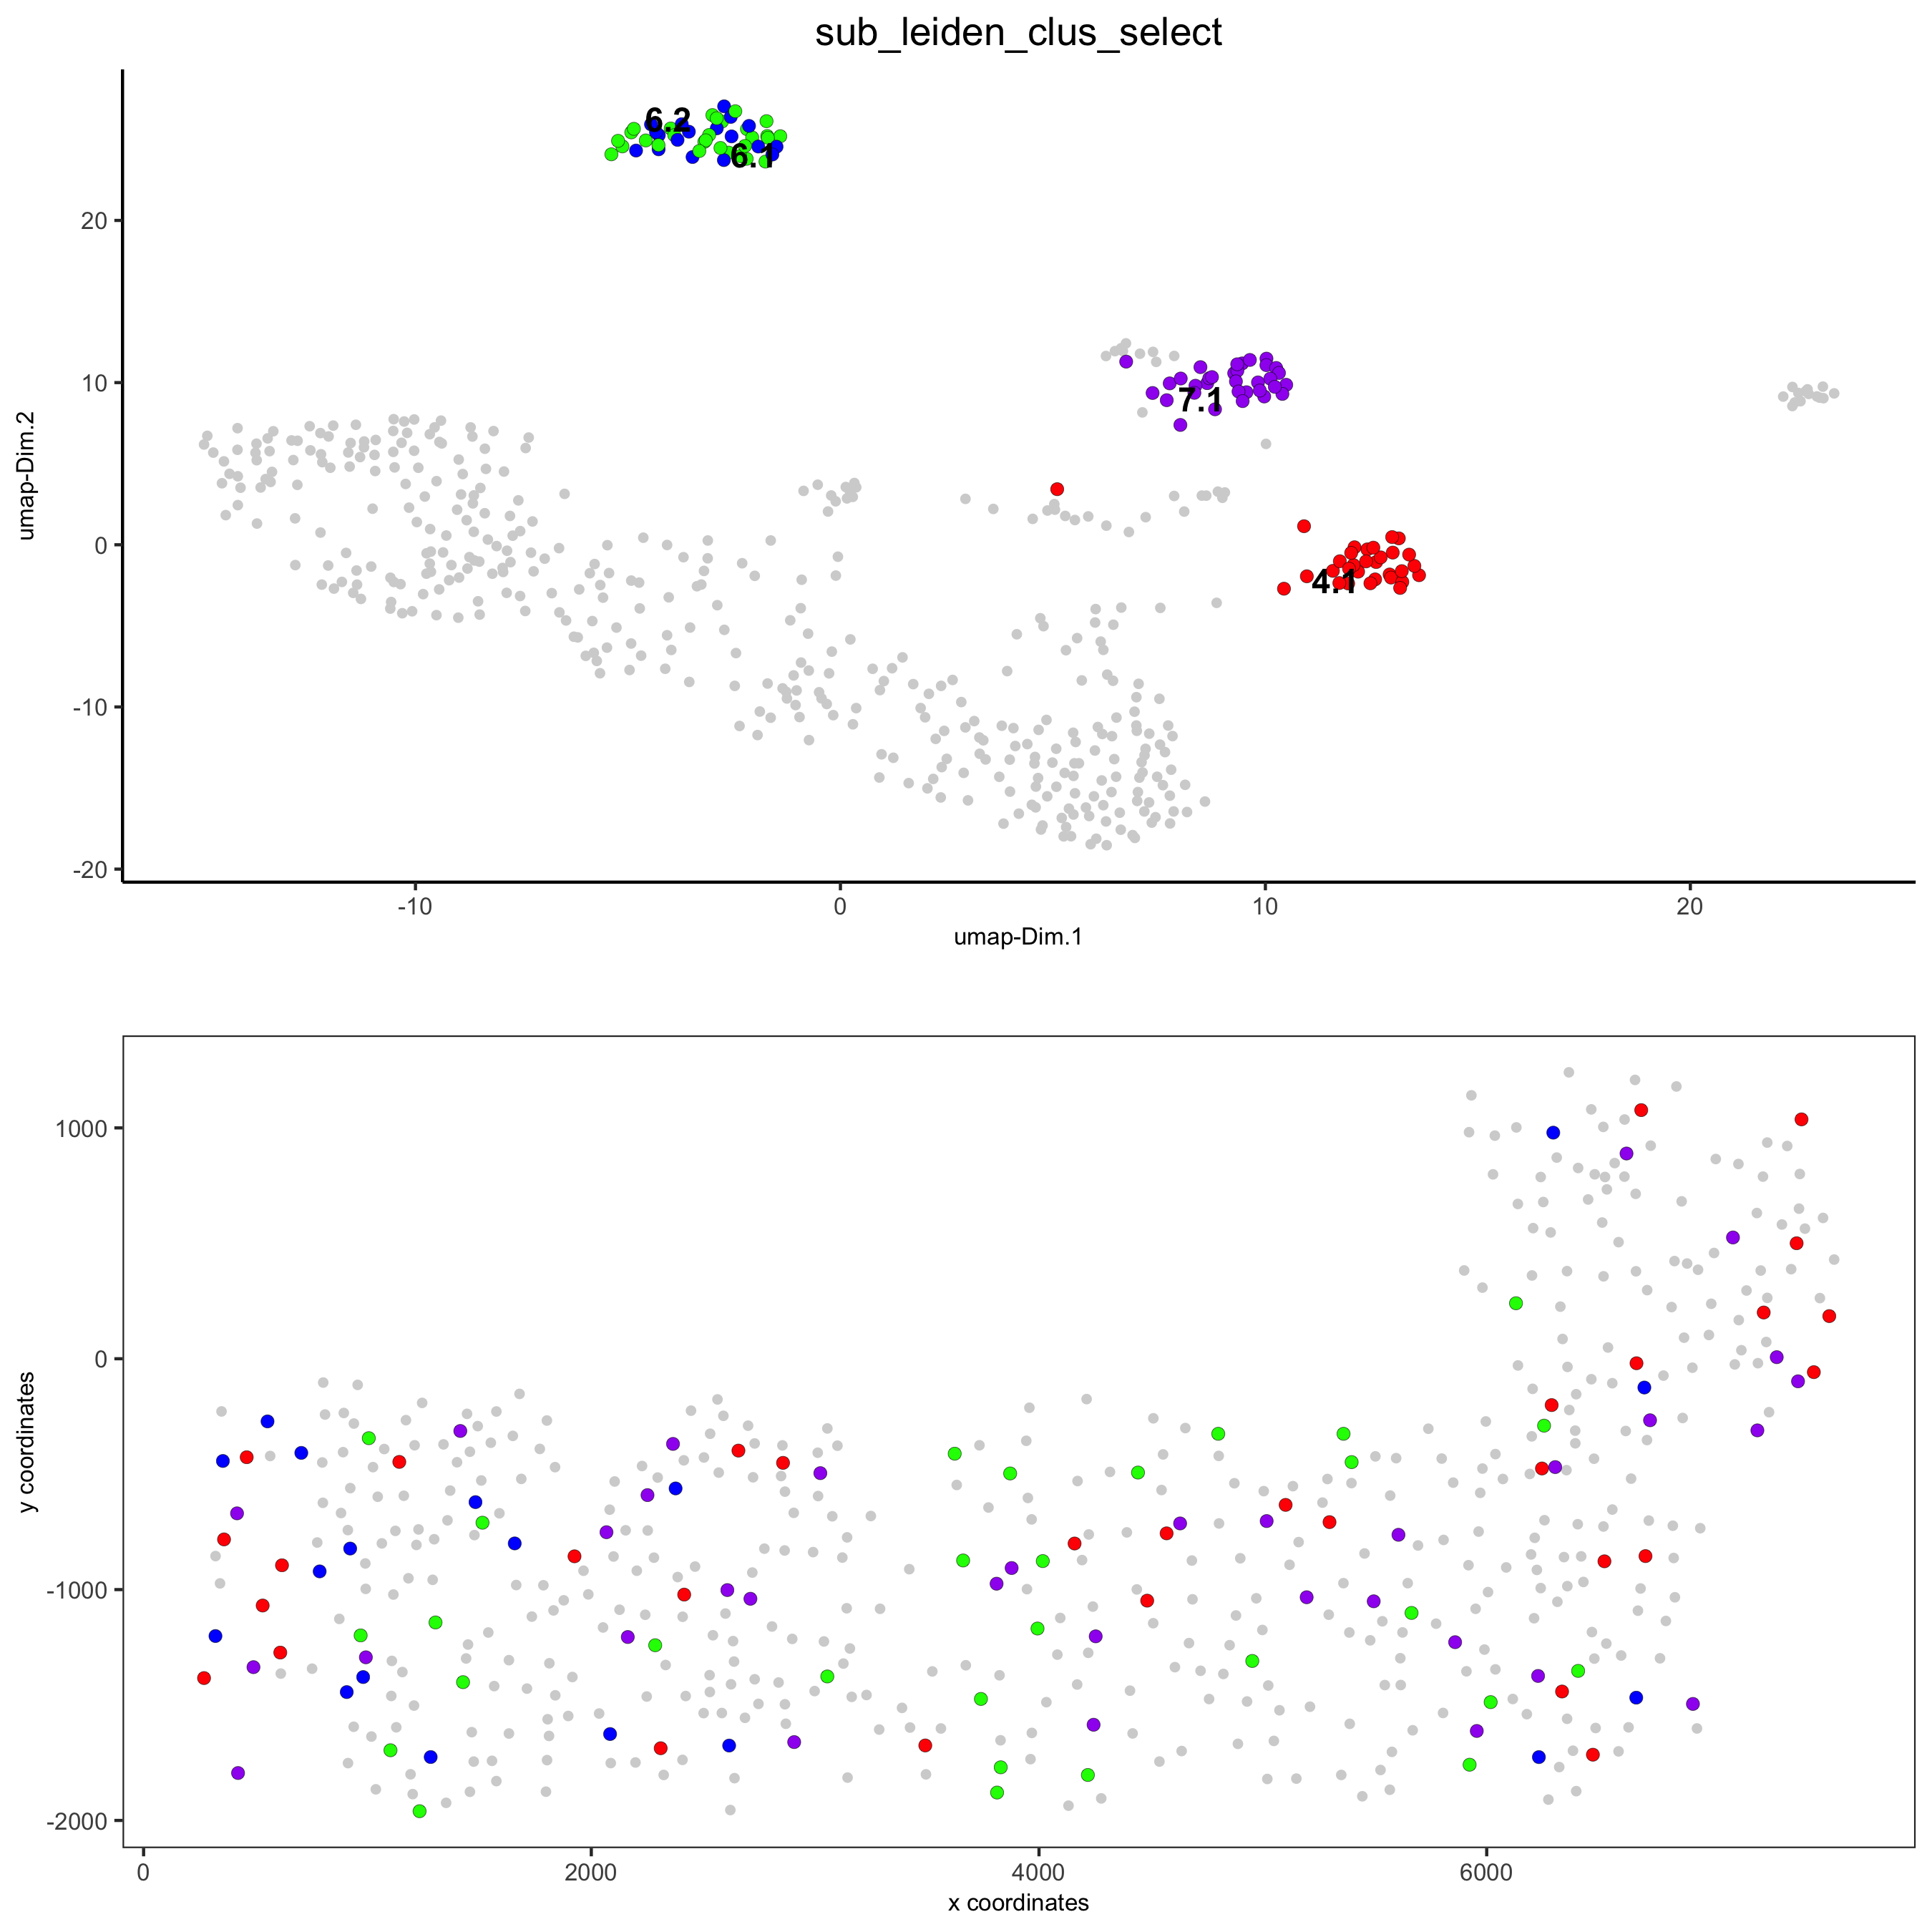 sub_leiden_clus_select
6.2
6.1
20
10
7.1
0
4.1
-10
-20
umap-Dim.2
-10 0 10 20
umap-Dim.1
1000
0
-1000
-2000
y coordinates
0 2000 4000 6000
x coordinates